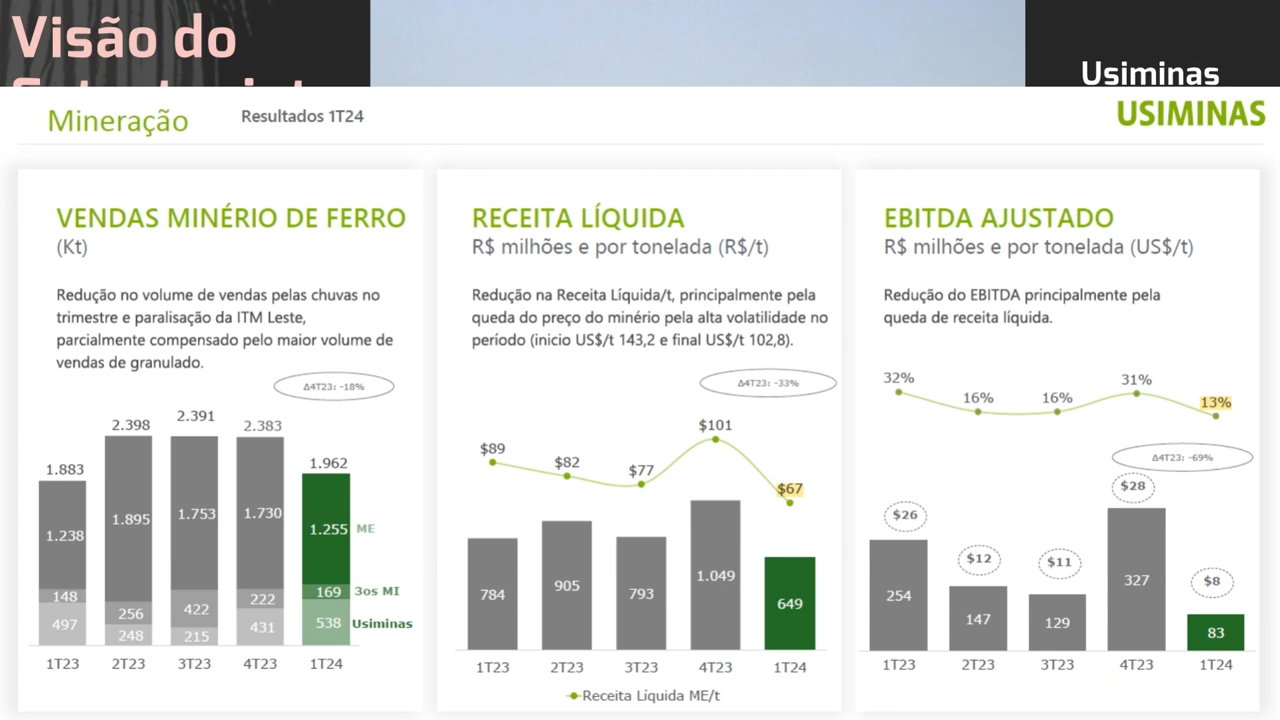 Visão do
Usiminas
Mineração
Resultados 1T24
USIMINAS
VENDAS MINÉRIO DE FERRO
(Kt)
Redução no volume de vendas pelas chuvas no
trimestre e paralisação da ITM Leste,
parcialmente compensado pelo maior volume de
vendas de granulado.
Δ4T23: -18%
1.883
2.398
2.391
2.383
1.962
1.238
1.895
1.753
1.730
1.255
ME
148
256
422
222
169
3os MI
497
248
215
431
538
Usiminas
1T23
2T23
3T23
4T23
1T24
RECEITA LÍQUIDA
R$ milhões e por tonelada (R$/t)
Redução na Receita Líquida/t, principalmente pela
queda do preço do minério pela alta volatilidade no
período (inicio US$/t 143,2 e final US$/t 102,8).
Δ4T23: -33%
$89
$82
$77
$101
$67
784
905
793
1.049
649
1T23
2T23
3T23
4T23
1T24
Receita Líquida ME/t
EBITDA AJUSTADO
R$ milhões e por tonelada (US$/t)
Redução do EBITDA principalmente pela
queda de receita líquida.
32%
16%
16%
31%
13%
Δ4T23: -69%
$26
$12
$11
$28
$8
254
147
129
327
83
1T23
2T23
3T23
4T23
1T24